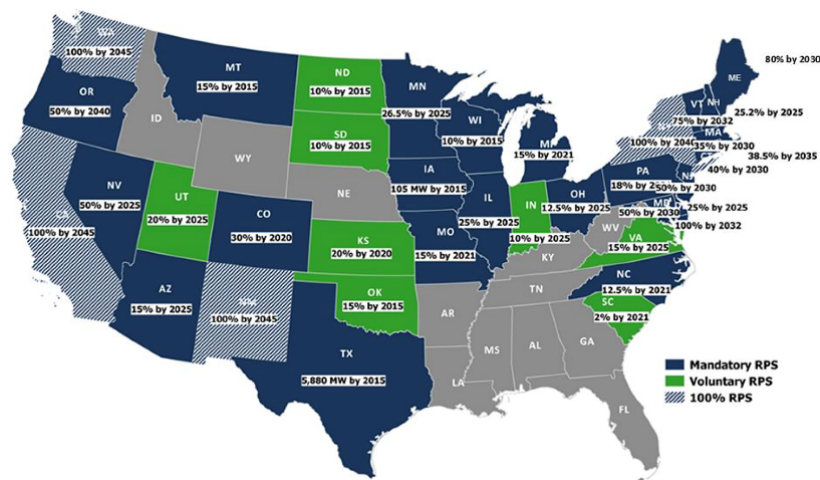 WA
100% by 2045
MT
15% by 2015
ND
10% by 2015
MN
26.5% by 2025
80% by 2030
ME
OR
50% by 2040
ID
SD
10% by 2015
WI
10% by 2015
VT
NH
25.2% by 2025
75% by 2032
WY
MI
15% by 2021
100% by 2040
MA
35% by 2030
38.5% by 2035
40% by 2030
IA
105 MW by 2015
NE
NV
50% by 2025
UT
20% by 2025
CO
30% by 2020
IL
25% by 2025
IN
10% by 2025
OH
12.5% by 2025
PA
18% by 2
50% by 2030
25% by 2025
50% by 2030
100% by 2032
CA
100% by 2045
KS
20% by 2020
MO
15% by 2021
WV
VA
15% by 2025
KY
AZ
15% by 2025
NM
100% by 2045
OK
15% by 2015
AR
TN
NC
12.5% by 2021
SC
2% by 2021
TX
5,880 MW by 2015
LA
MS
AL
GA
FL
Mandatory RPS
Voluntary RPS
100% RPS